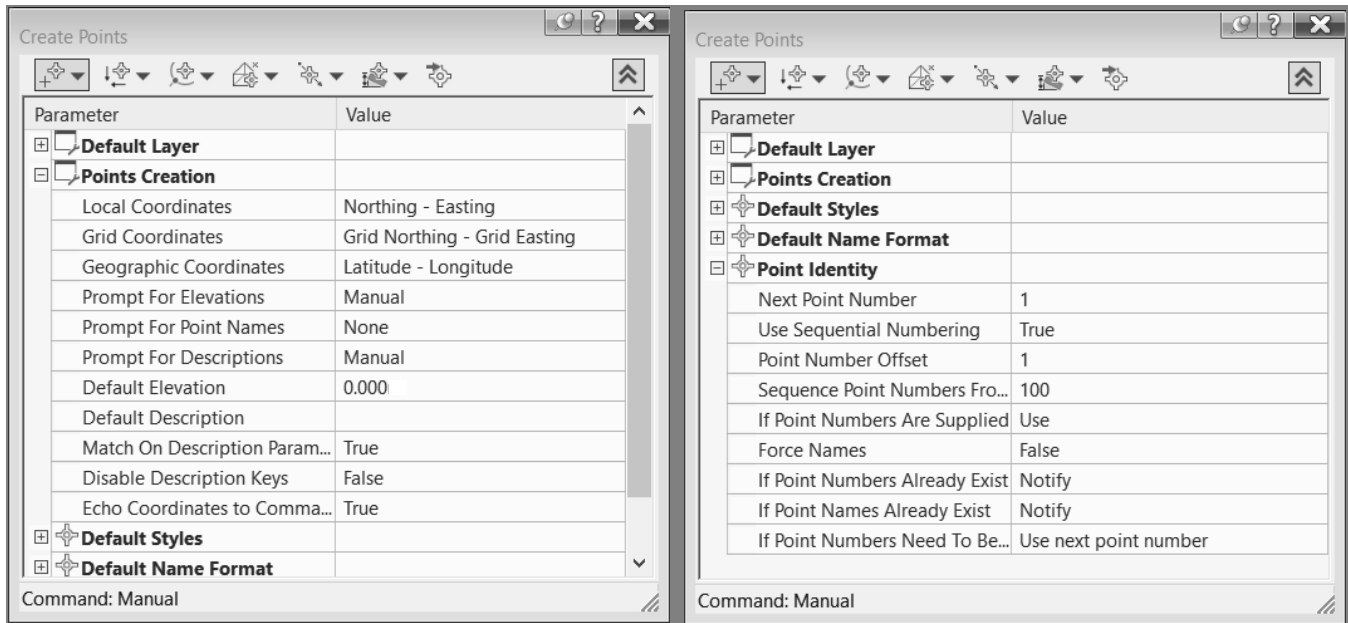 Create Points
Parameter Value
Default Layer
Points Creation
Local Coordinates Northing - Easting
Grid Coordinates Grid Northing - Grid Easting
Geographic Coordinates Latitude - Longitude
Prompt For Elevations Manual
Prompt For Point Names None
Prompt For Descriptions Manual
Default Elevation 0.000
Default Description
Match On Description Param... True
Disable Description Keys False
Echo Coordinates to Comma... True
Default Styles
Default Name Format
Command: Manual
Create Points
Parameter Value
Default Layer
Points Creation
Default Styles
Default Name Format
Point Identity
Next Point Number 1
Use Sequential Numbering True
Point Number Offset 1
Sequence Point Numbers Fro... 100
If Point Numbers Are Supplied Use
Force Names False
If Point Numbers Already Exist Notify
If Point Names Already Exist Notify
If Point Numbers Need To Be... Use next point number
Command: Manual